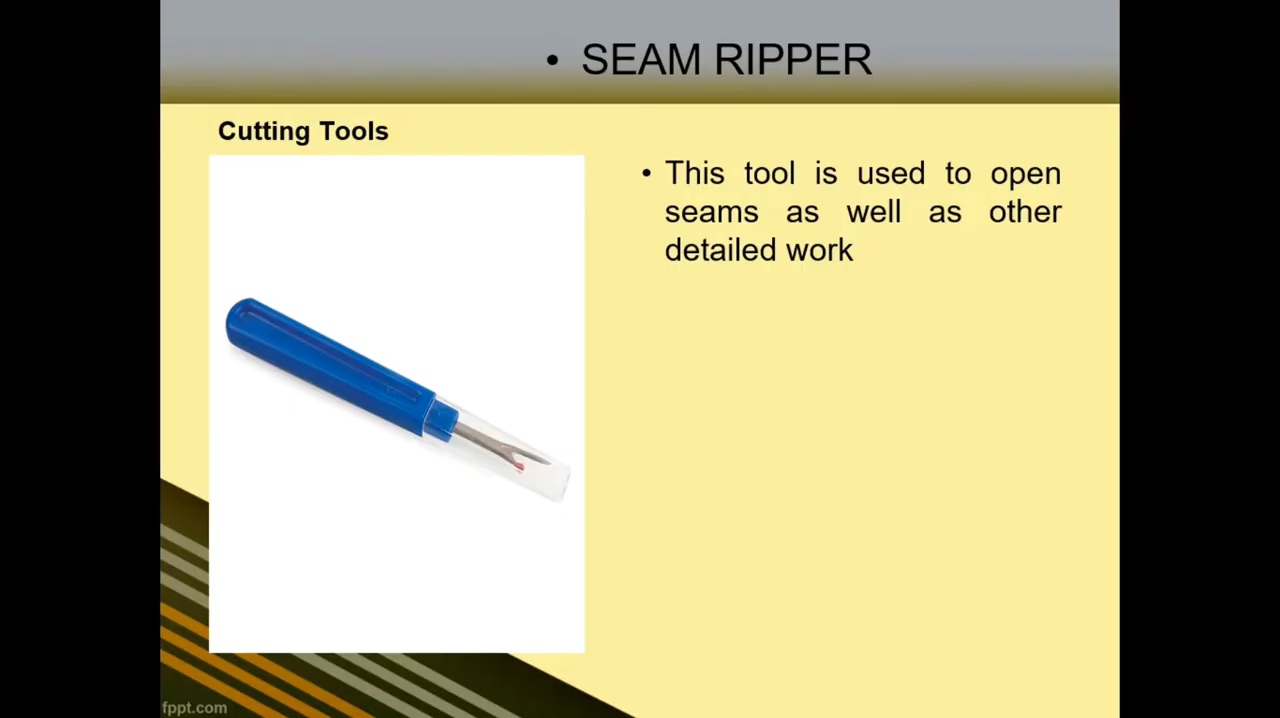 • SEAM RIPPER
Cutting Tools
• This tool is used to open
seams as well as other
detailed work
fppt.com